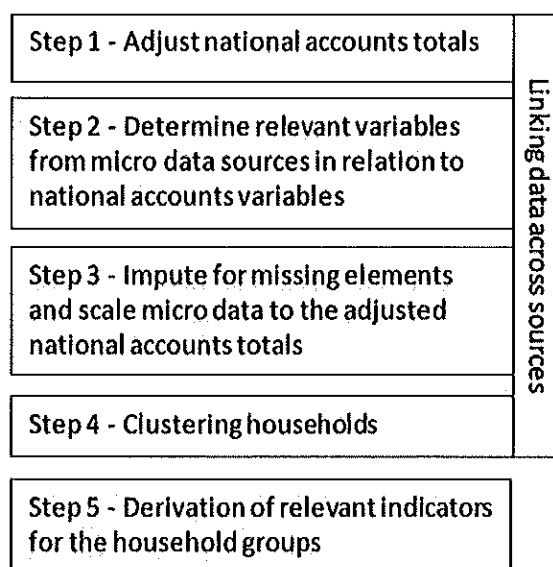 Step 1 - Adjust national accounts totals
Step 2 - Determine relevant variables
from micro data sources in relation to
national accounts variables
Step 3 - Impute for missing elements
and scale micro data to the adjusted
national accounts totals
Step 4 - Clustering households
Step 5 - Derivation of relevant indicators
for the household groups
Linking data across sources